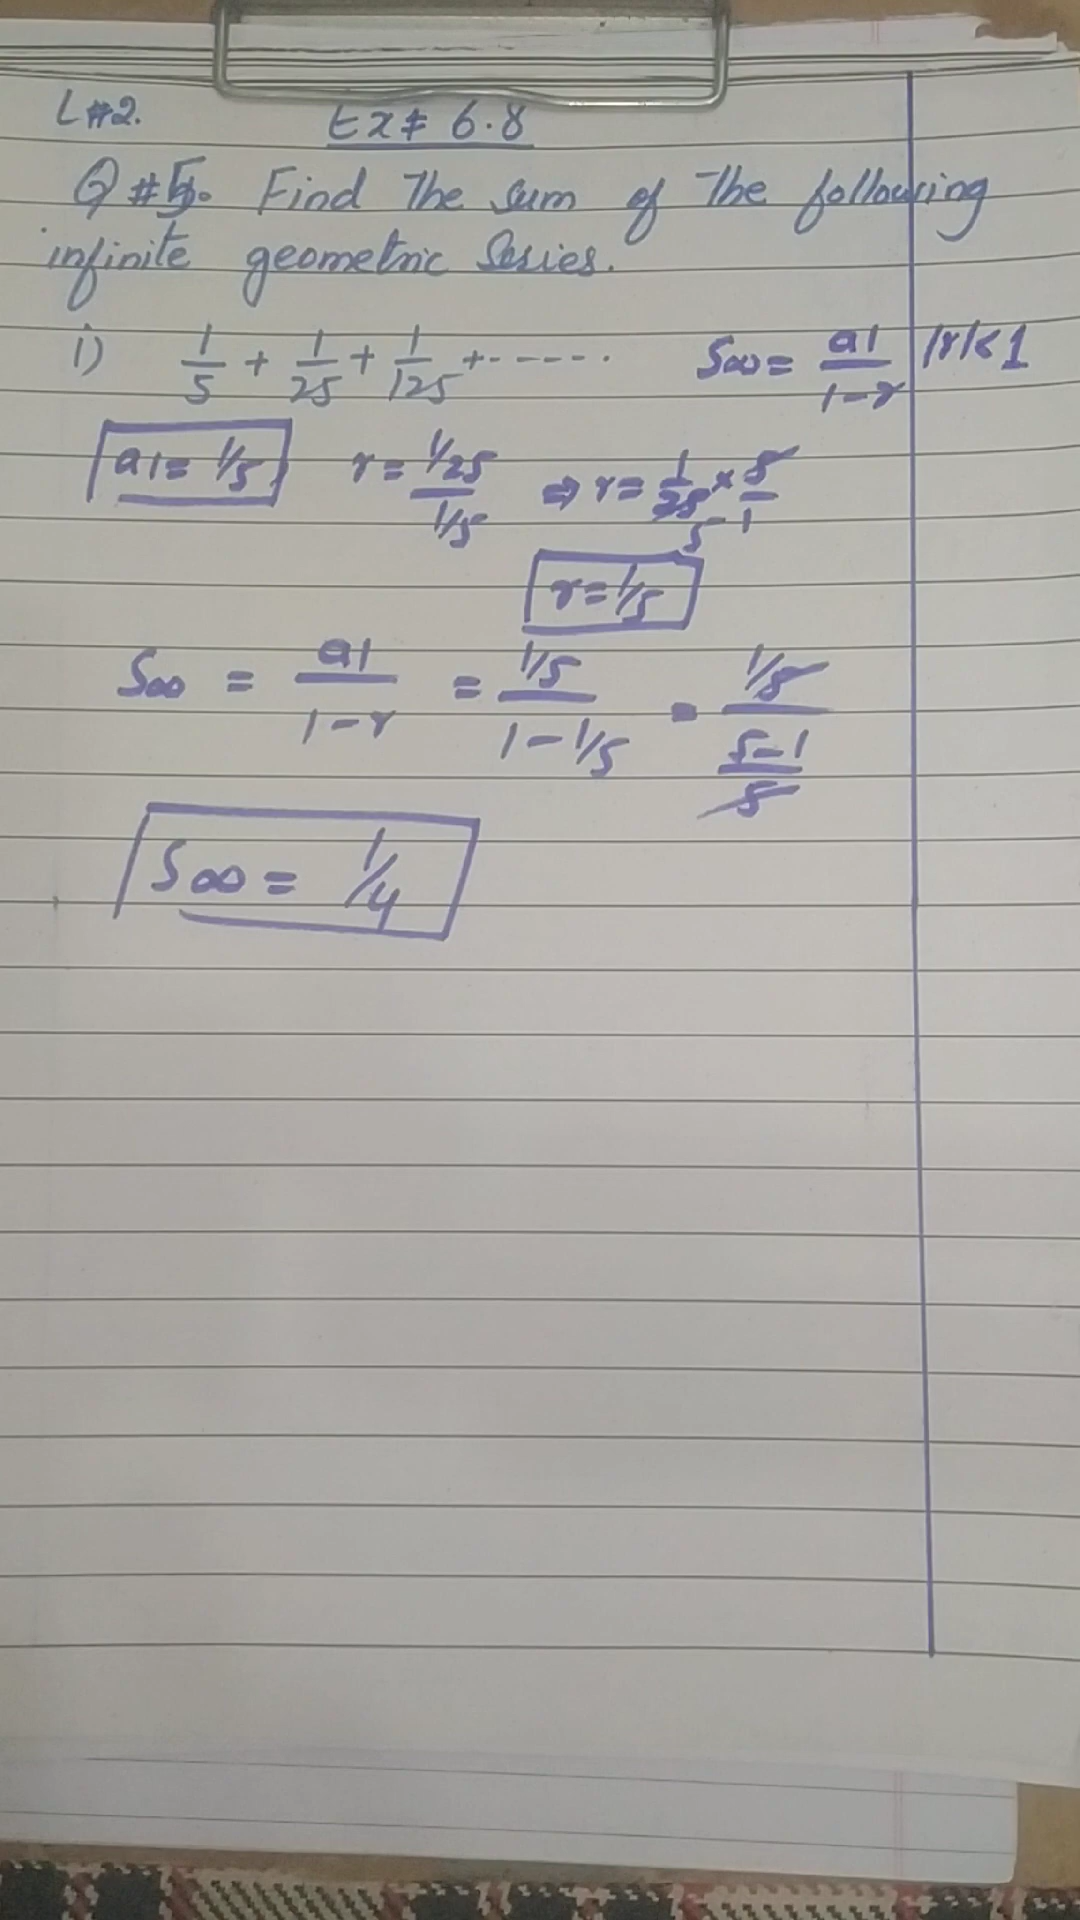 L#2.
Ex# 6.8
Q#5. Find The Sum of The following
infinite geometric Series.
i) 1/5 + 1/25 + 1/125 +------. S∞ = a1/1-r |r|<1
a1 = 1/5 r = 1/25 / 1/5 ⇒ r = 1/25 × 5/1
5
r = 1/5
S∞ = a1/1-r = 1/5 / 1-1/5 = 1/5 / 5-1/5
S∞ = 1/4